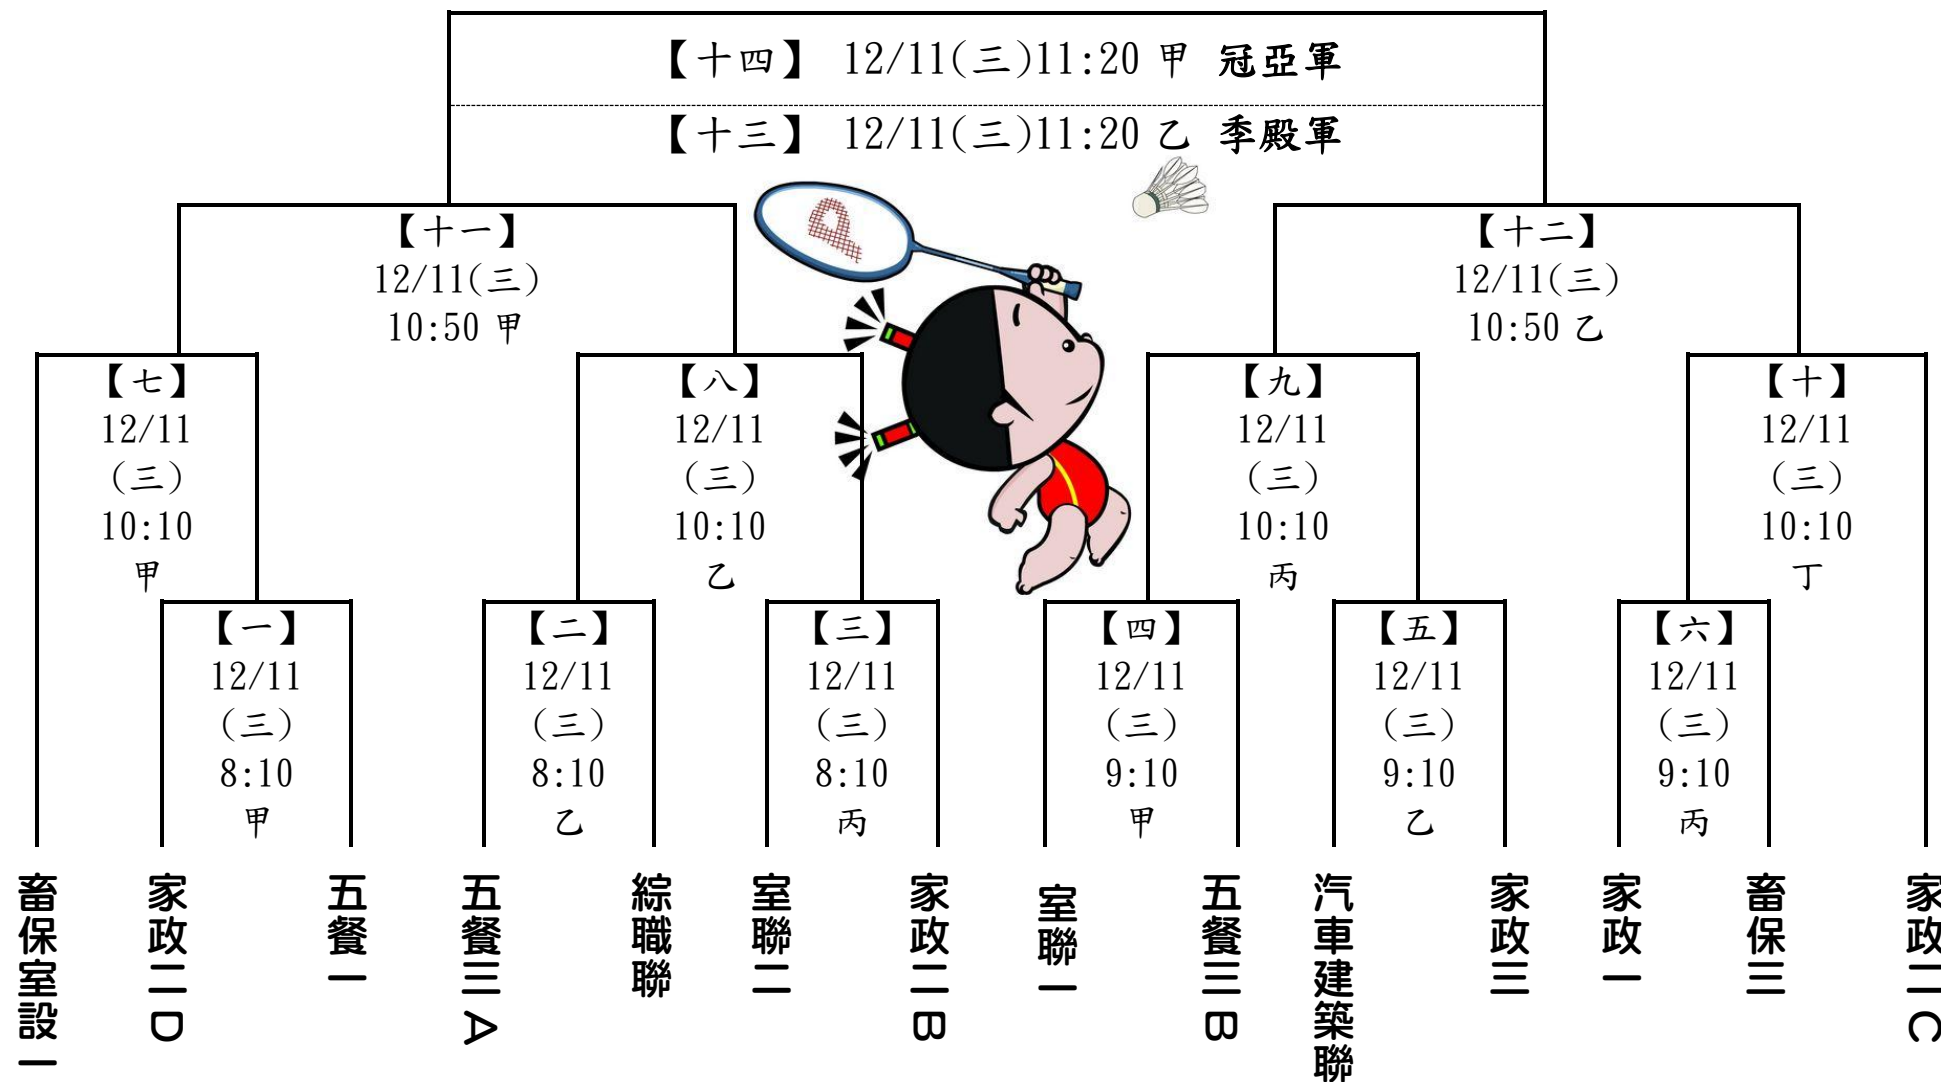 【十四】 12/11(三)11:20 甲 冠亞軍
【十三】 12/11(三)11:20 乙 季殿軍
【十一】
12/11(三)
10:50 甲
【十二】
12/11(三)
10:50 乙
【七】
12/11
(三)
10:10
甲
【八】
12/11
(三)
10:10
乙
【九】
12/11
(三)
10:10
丙
【十】
12/11
(三)
10:10
丁
【一】
12/11
(三)
8:10
甲
【二】
12/11
(三)
8:10
乙
【三】
12/11
(三)
8:10
丙
【四】
12/11
(三)
9:10
甲
【五】
12/11
(三)
9:10
乙
【六】
12/11
(三)
9:10
丙
畜保室設一
家政二D
五餐一
五餐三A
綜職聯
室聯二
家政二B
室聯一
五餐三B
汽車建築聯
家政三
家政一
畜保三
家政二C